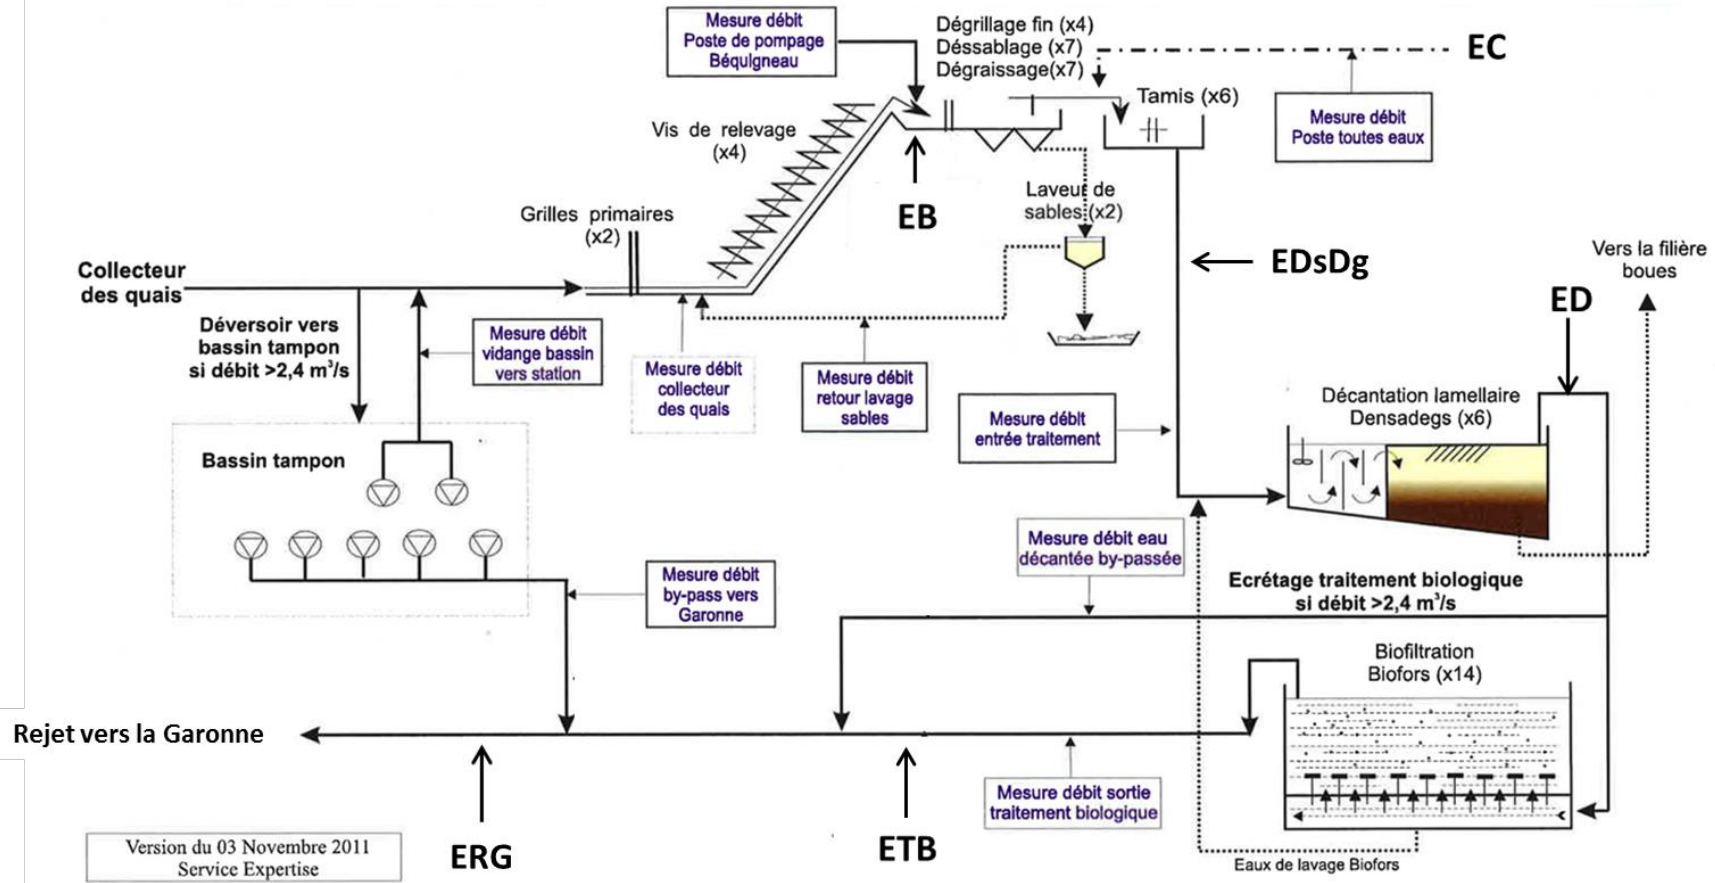 Mesure débit
Poste de pompage
Béquigneau
Dégrillage fin (x4)
Déssablage (x7)
Dégraissage(x7)
EC
Tamis (x6)
Mesure débit
Poste toutes eaux
Vis de relevage
(x4)
Grilles primaires
(x2)
EB
Laveur de
sables (x2)
EDsDg
Vers la filière
boues
ED
Collecteur
des quais
Déversoir vers
bassin tampon
si débit >2,4 m³/s
Mesure débit
vidange bassin
vers station
Mesure débit
collecteur
des quais
Mesure débit
retour lavage
sables
Mesure débit
entrée traitement
Décantation lamellaire
Densadegs (x6)
Bassin tampon
Mesure débit eau
décantée by-passée
Mesure débit
by-pass vers
Garonne
Ecrétage traitement biologique
si débit >2,4 m³/s
Biofiltration
Biofors (x14)
Rejet vers la Garonne
Mesure débit sortie
traitement biologique
Version du 03 Novembre 2011
Service Expertise
ERG
ETB
Eaux de lavage Biofors